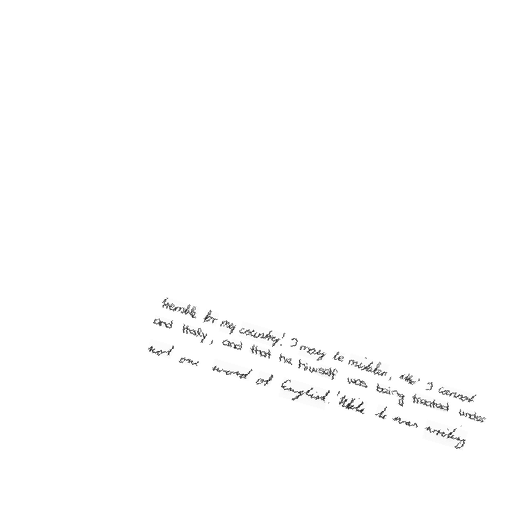 tremble for my country! I may be mistaken, altho' I cannot
and Italy, and that he himself was being treated under
not one word of English. While he was writing